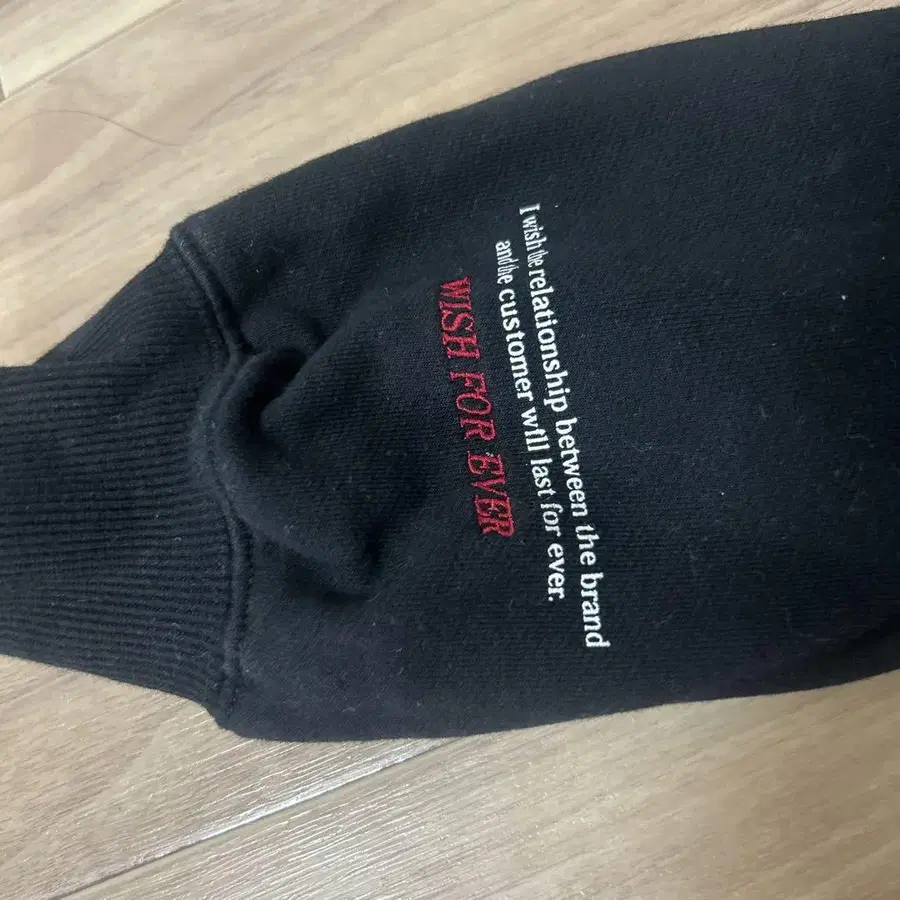 I wish the relationship between the brand
and the customer will last for ever.
WISH FOR EVER